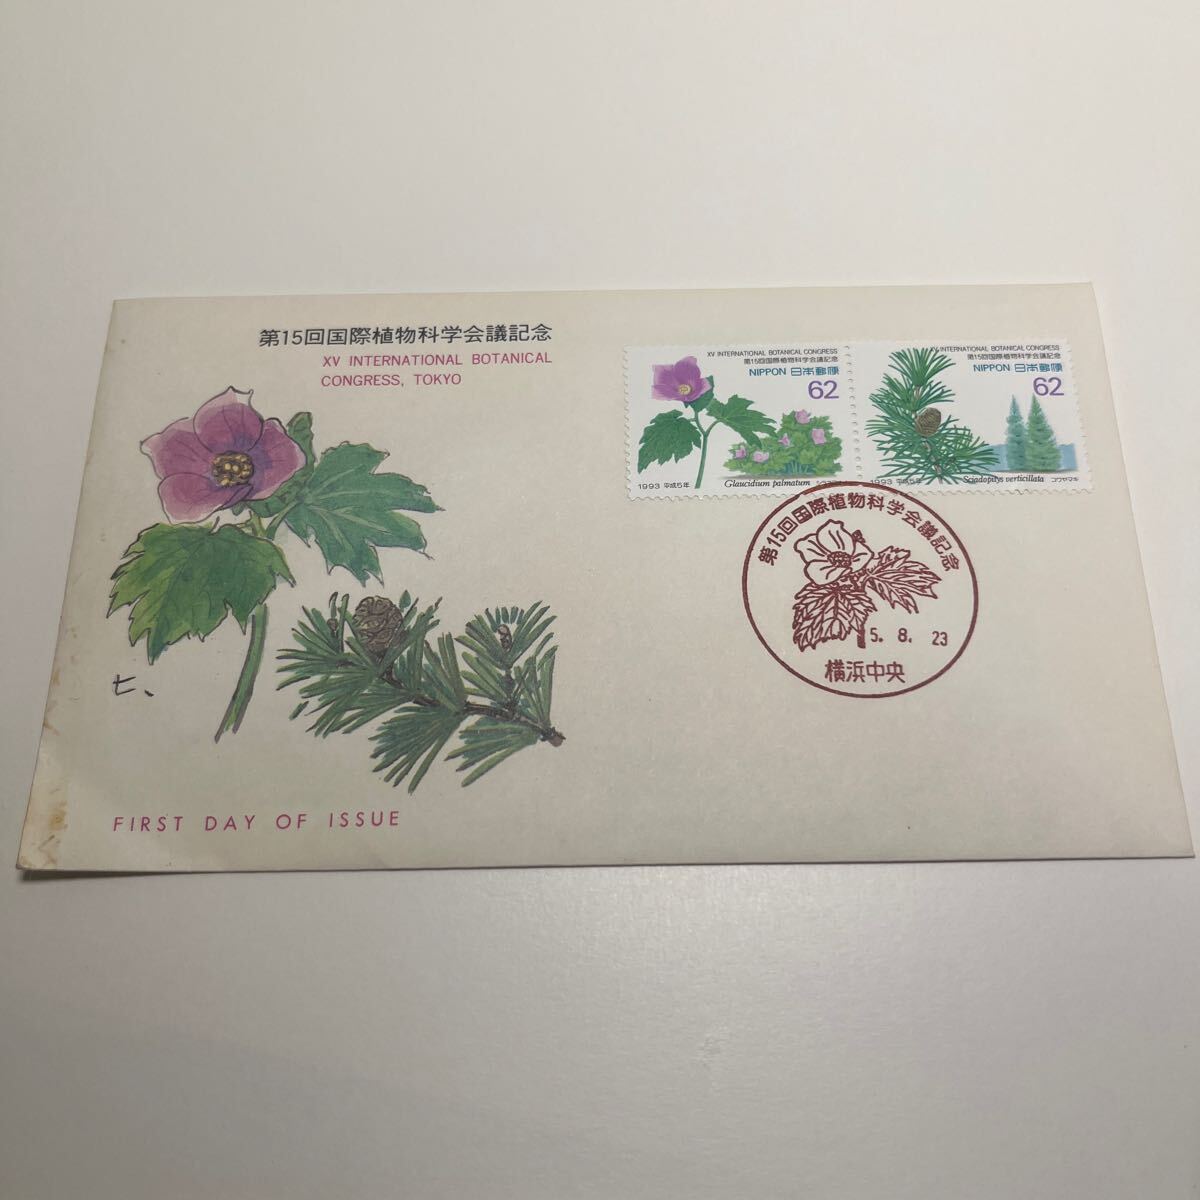 第15回国際植物科学会議記念
XV INTERNATIONAL BOTANICAL
CONGRESS, TOKYO
ヒ、
FIRST DAY OF ISSUE
XV INTERNATIONAL BOTANICAL CONGRESS
第15回国際植物科学会議記念
NIPPON 日本郵便
62
1993 平成5年
Glaucidium palmatum
XV INTERNATIONAL BOTANICAL CONGRESS
第15回国際植物科学会議記念
NIPPON 日本郵便
62
1993 平成5年
Sciadopitys verticillata
コウヤマキ
第15回国際植物科学会議記念
5. 8. 23
横浜中央